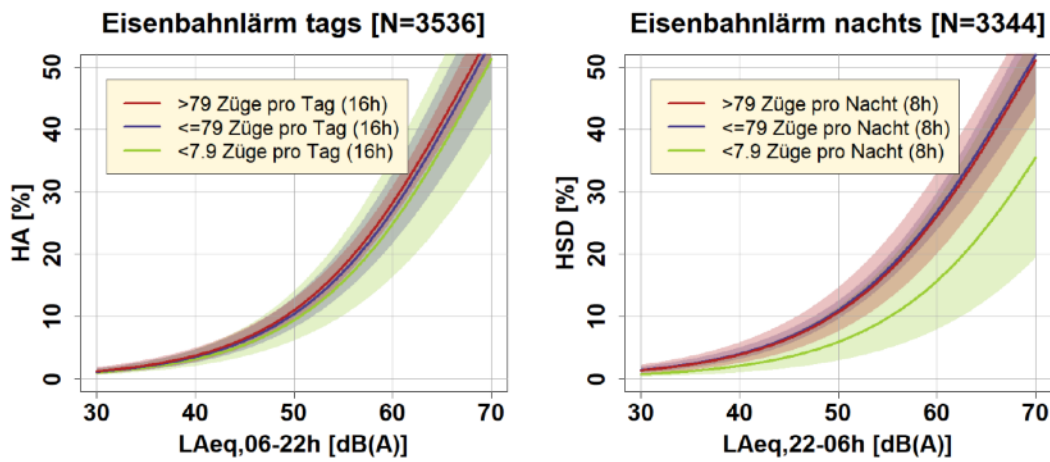 Eisenbahnlärm tags [N=3536]
50
40
30
20
10
0
HA [%]
>79 Züge pro Tag (16h)
<=79 Züge pro Tag (16h)
<7.9 Züge pro Tag (16h)
30 40 50 60 70
LAeq,06-22h [dB(A)]
Eisenbahnlärm nachts [N=3344]
50
40
30
20
10
0
HSD [%]
>79 Züge pro Nacht (8h)
<=79 Züge pro Nacht (8h)
<7.9 Züge pro Nacht (8h)
30 40 50 60 70
LAeq,22-06h [dB(A)]